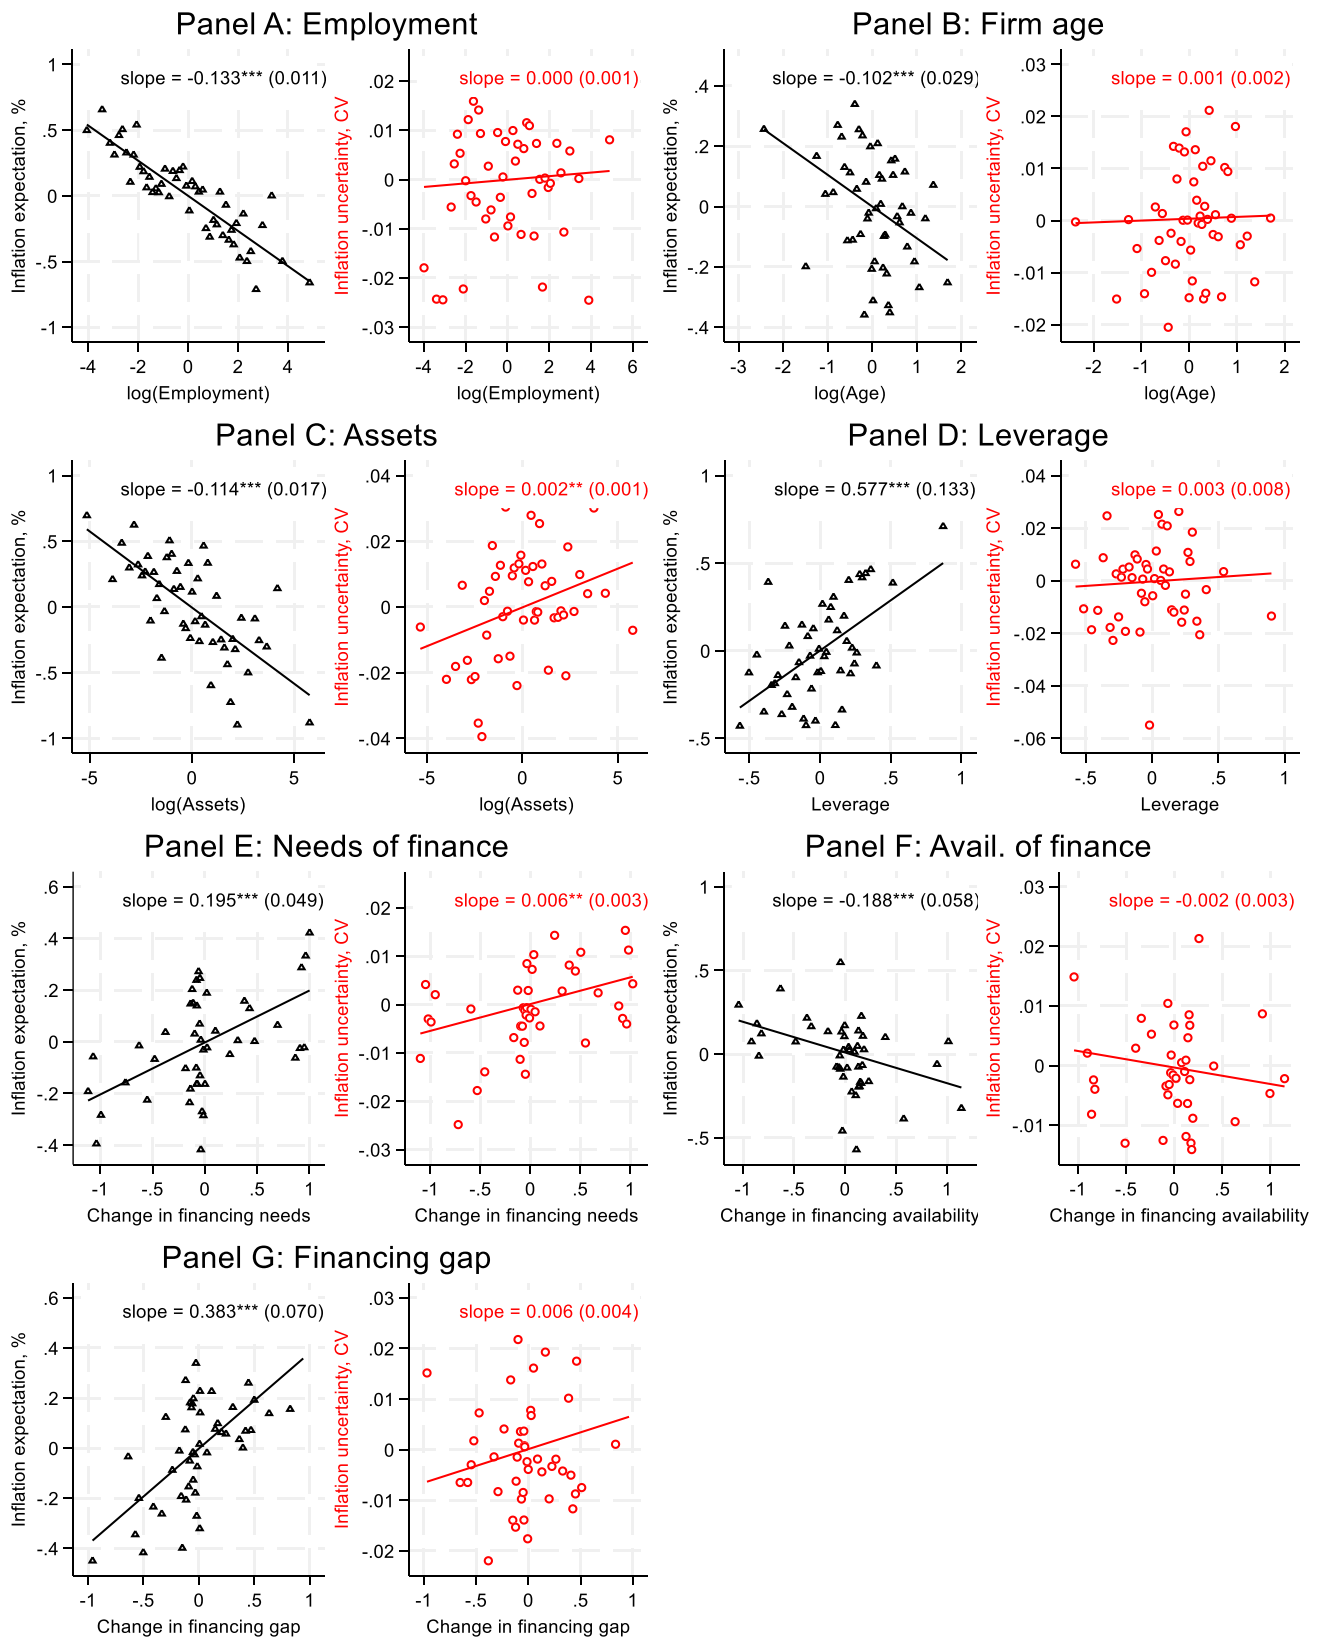 Panel A: Employment
Panel B: Firm age
slope = -0.133*** (0.011)
slope = 0.000 (0.001)
slope = -0.102*** (0.029)
slope = 0.001 (0.002)
Inflation expectation, %
1
.5
0
-.5
-1
-4
-2
0
2
4
log(Employment)
Inflation uncertainty, CV
.02
.01
0
-.01
-.02
-.03
-4
-2
0
2
4
6
log(Employment)
Inflation expectation, %
.4
.2
0
-.2
-.4
-3
-2
-1
0
1
2
log(Age)
Inflation uncertainty, CV
.03
.02
.01
0
-.01
-.02
-2
-1
0
1
2
log(Age)
Panel C: Assets
Panel D: Leverage
slope = -0.114*** (0.017)
slope = 0.002** (0.001)
slope = 0.577*** (0.133)
slope = 0.003 (0.008)
Inflation expectation, %
1
.5
0
-.5
-1
-5
0
5
log(Assets)
Inflation uncertainty, CV
.04
.02
0
-.02
-.04
-5
0
5
log(Assets)
Inflation expectation, %
1
.5
0
-.5
-.5
0
.5
1
Leverage
Inflation uncertainty, CV
.04
.02
0
-.02
-.04
-.06
-.5
0
.5
1
Leverage
Panel E: Needs of finance
Panel F: Avail. of finance
slope = 0.195*** (0.049)
slope = 0.006** (0.003)
slope = -0.188*** (0.058)
slope = -0.002 (0.003)
Inflation expectation, %
.6
.4
.2
0
-.2
-.4
-1
-.5
0
.5
1
Change in financing needs
Inflation uncertainty, CV
.02
.01
0
-.01
-.02
-.03
-1
-.5
0
.5
1
Change in financing needs
Inflation expectation, %
1
.5
0
-.5
-1
-.5
0
.5
1
Change in financing availability
Inflation uncertainty, CV
.03
.02
.01
0
-.01
-1
-.5
0
.5
1
Change in financing availability
Panel G: Financing gap
slope = 0.383*** (0.070)
slope = 0.006 (0.004)
Inflation expectation, %
.6
.4
.2
0
-.2
-.4
-1
-.5
0
.5
1
Change in financing gap
Inflation uncertainty, CV
.03
.02
.01
0
-.01
-.02
-1
-.5
0
.5
1
Change in financing gap